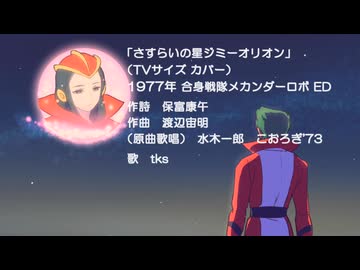 「さすらいの星ジミーオリオン」
（TVサイズ カバー）
1977年 合身戦隊メカンダーロボ ED
作詩　保富康午
作曲　渡辺宙明
（原曲歌唱）　水木一郎　こおろぎ'73
歌　tks